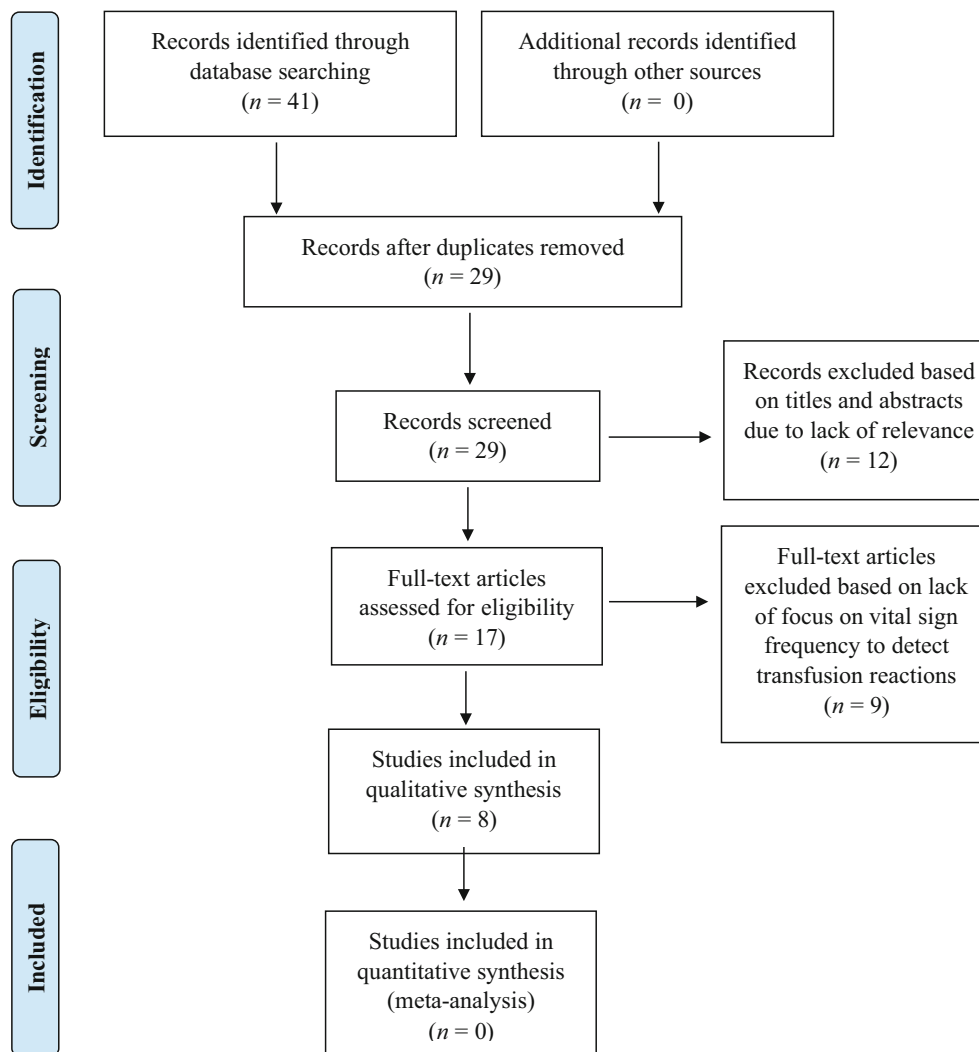 Identification
Records identified through
database searching
(n = 41)
Additional records identified
through other sources
(n = 0)
Records after duplicates removed
(n = 29)
Screening
Records screened
(n = 29)
Records excluded based
on titles and abstracts
due to lack of relevance
(n = 12)
Eligibility
Full-text articles
assessed for eligibility
(n = 17)
Full-text articles
excluded based on lack
of focus on vital sign
frequency to detect
transfusion reactions
(n = 9)
Studies included in
qualitative synthesis
(n = 8)
Included
Studies included in
quantitative synthesis
(meta-analysis)
(n = 0)